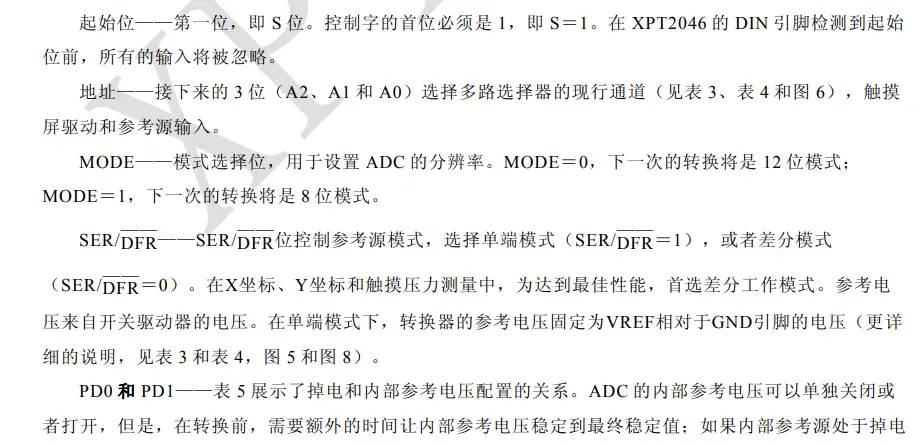 起始位——第一位，即 S 位。控制字的首位必须是 1，即 S＝1。在 XPT2046 的 DIN 引脚检测到起始
位前，所有的输入将被忽略。
地址——接下来的 3 位（A2、A1 和 A0）选择多路选择器的现行通道（见表 3、表 4 和图 6），触摸
屏驱动和参考源输入。
MODE——模式选择位，用于设置 ADC 的分辨率。MODE＝0，下一次的转换将是 12 位模式；
MODE＝1，下一次的转换将是 8 位模式。
SER/D̅F̅R̅——SER/D̅F̅R̅位控制参考源模式，选择单端模式（SER/D̅F̅R̅＝1），或者差分模式
（SER/D̅F̅R̅＝0）。在X坐标、Y坐标和触摸压力测量中，为达到最佳性能，首选差分工作模式。参考电
压来自开关驱动器的电压。在单端模式下，转换器的参考电压固定为VREF相对于GND引脚的电压（更详
细的说明，见表 3 和表 4，图 5 和图 8）。
PD0 和 PD1——表 5 展示了掉电和内部参考电压配置的关系。ADC 的内部参考电压可以单独关闭或
者打开，但是，在转换前，需要额外的时间让内部参考电压稳定到最终稳定值；如果内部参考源处于掉电
XPT